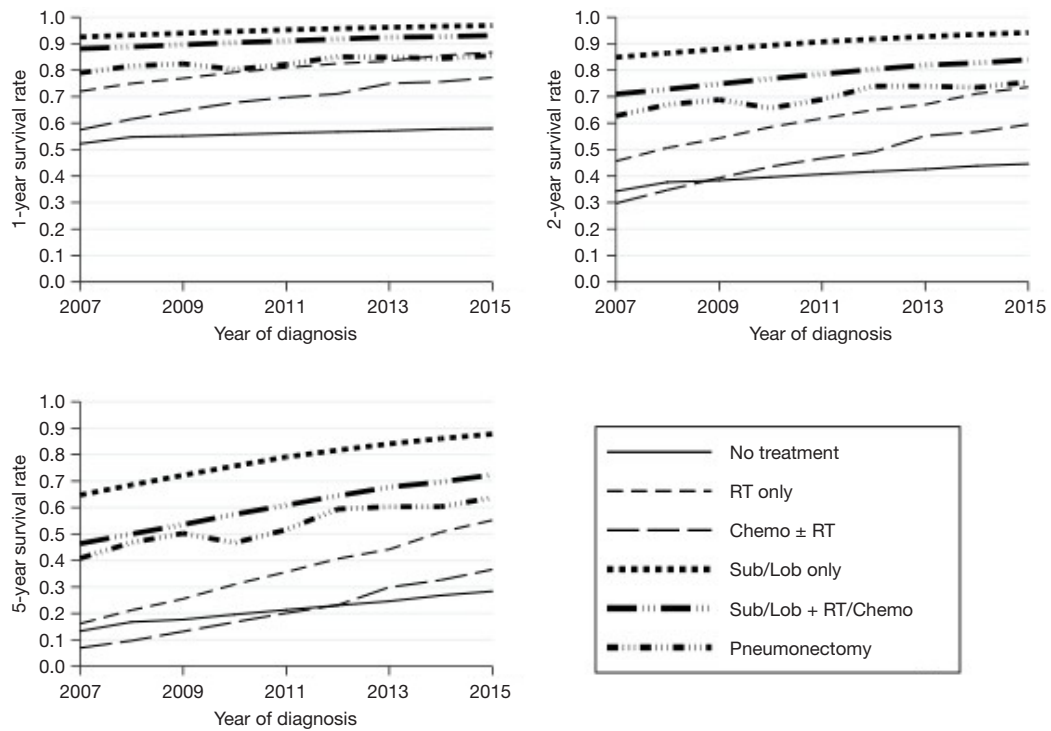 1-year survival rate
1.0
0.9
0.8
0.7
0.6
0.5
0.4
0.3
0.2
0.1
0.0
2007 2009 2011 2013 2015
Year of diagnosis
2-year survival rate
1.0
0.9
0.8
0.7
0.6
0.5
0.4
0.3
0.2
0.1
0.0
2007 2009 2011 2013 2015
Year of diagnosis
5-year survival rate
1.0
0.9
0.8
0.7
0.6
0.5
0.4
0.3
0.2
0.1
0.0
2007 2009 2011 2013 2015
Year of diagnosis
No treatment
RT only
Chemo ± RT
Sub/Lob only
Sub/Lob + RT/Chemo
Pneumonectomy